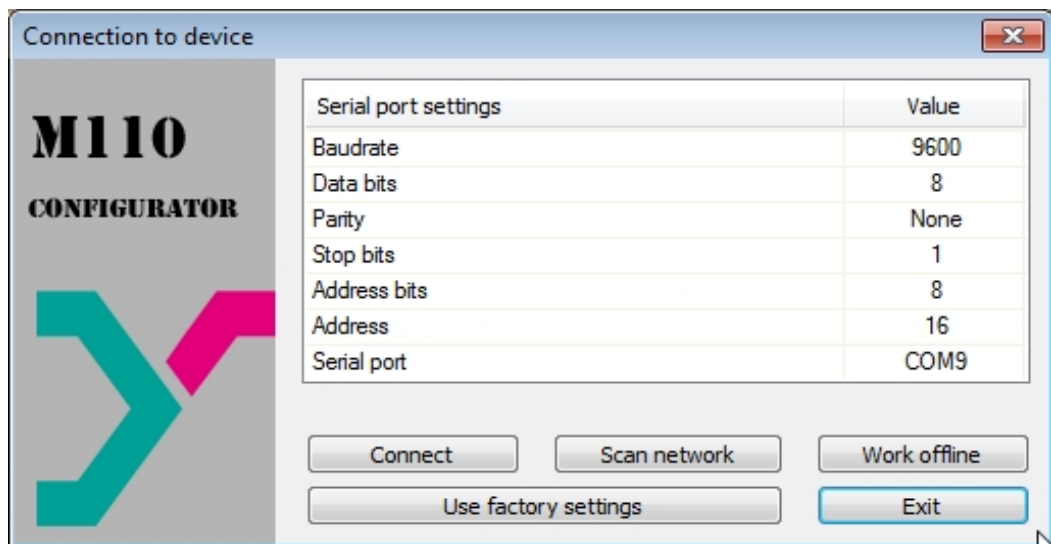 Connection to device
M110
CONFIGURATOR
Serial port settings Value
Baudrate 9600
Data bits 8
Parity None
Stop bits 1
Address bits 8
Address 16
Serial port COM9
Connect Scan network Work offline
Use factory settings Exit